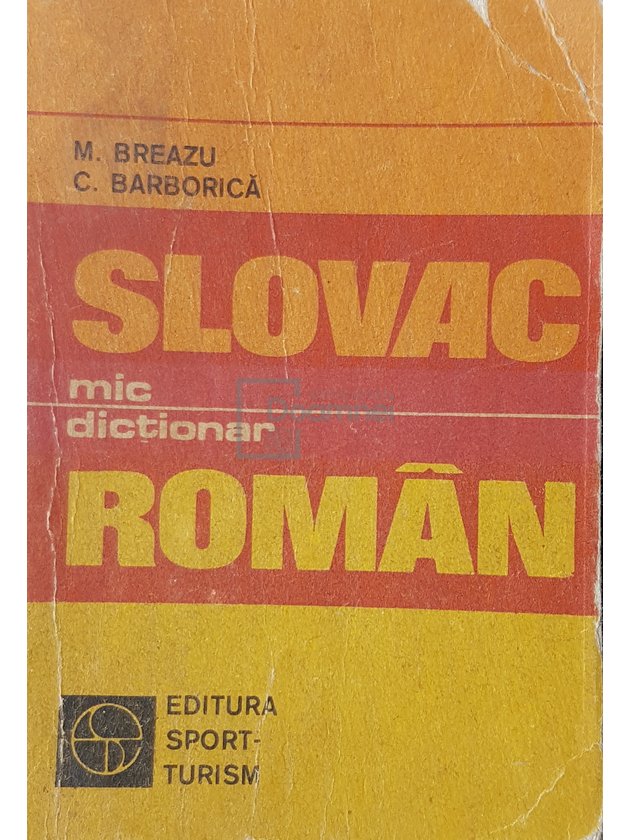 M. BREAZU
C. BARBORICĂ
SLOVAC
mic
dicționar
ROMÂN
EDITURA
SPORT-
TURISM